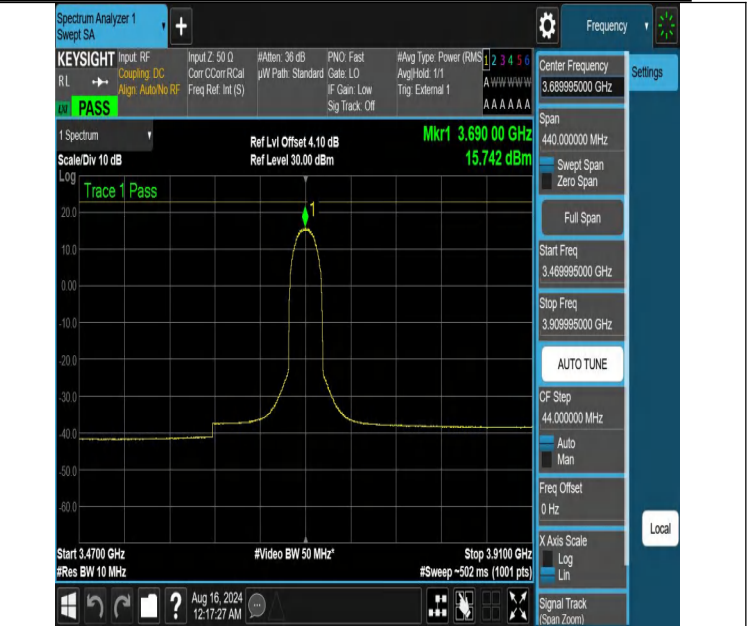 Spectrum Analyzer 1
Swept SA
+
Frequency
KEYSIGHT
RL
LXI
PASS
Input: RF
Coupling: DC
Align: Auto/No RF
Input Z: 50 Ω
Corr CCorr RCal
Freq Ref: Int (S)
#Atten: 36 dB
µW Path: Standard
PNO: Fast
Gate: LO
IF Gain: Low
Sig Track: Off
#Avg Type: Power (RMS
Avg|Hold: 1/1
Trig: External 1
1 2 3 4 5 6
A W W W W W
A A A A A A
1 Spectrum
Scale/Div 10 dB
Ref Lvl Offset 4.10 dB
Ref Level 30.00 dBm
Mkr1 3.690 00 GHz
15.742 dBm
Log
Trace 1 Pass
1
20.0
10.0
0.00
-10.0
-20.0
-30.0
-40.0
-50.0
-60.0
Start 3.4700 GHz
#Res BW 10 MHz
#Video BW 50 MHz*
Stop 3.9100 GHz
#Sweep ~502 ms (1001 pts)
Center Frequency
3.689995000 GHz
Settings
Span
440.000000 MHz
Swept Span
Zero Span
Full Span
Start Freq
3.469995000 GHz
Stop Freq
3.909995000 GHz
AUTO TUNE
CF Step
44.000000 MHz
Auto
Man
Freq Offset
0 Hz
X Axis Scale
Log
Lin
Local
Signal Track
(Span Zoom)
?
Aug 16, 2024
12:17:27 AM